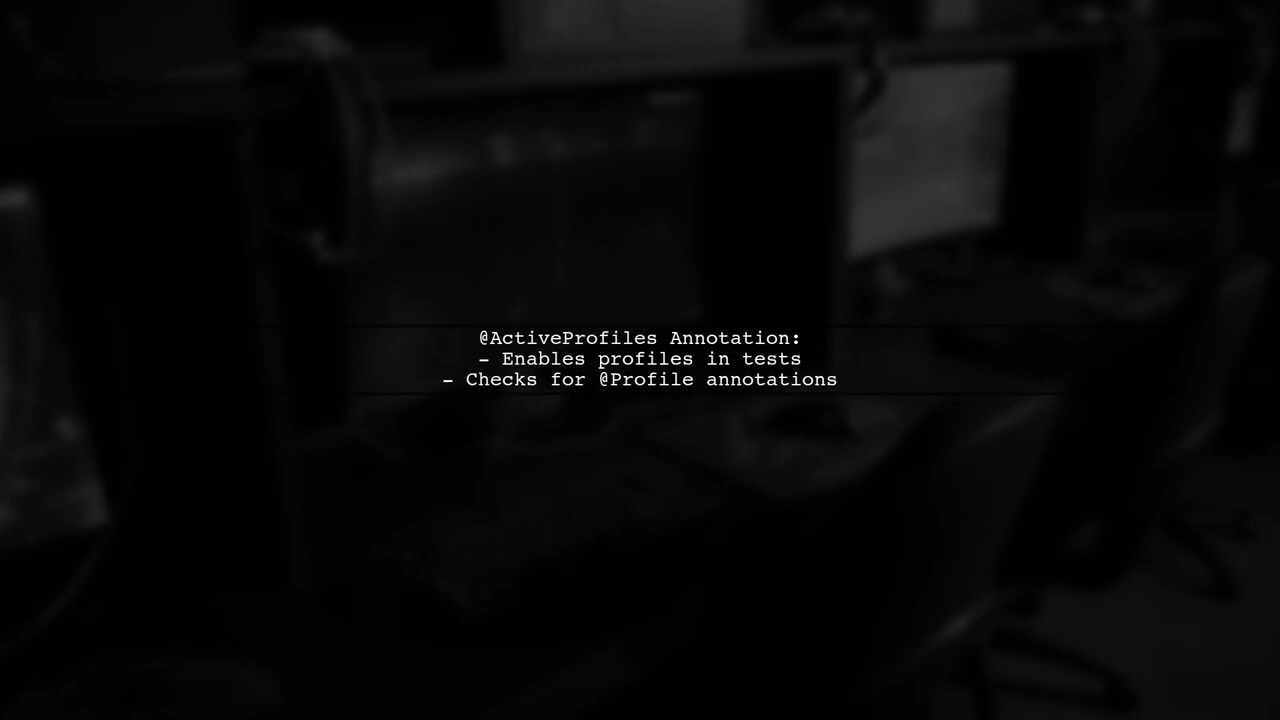 @ActiveProfiles Annotation:
- Enables profiles in tests
- Checks for @Profile annotations